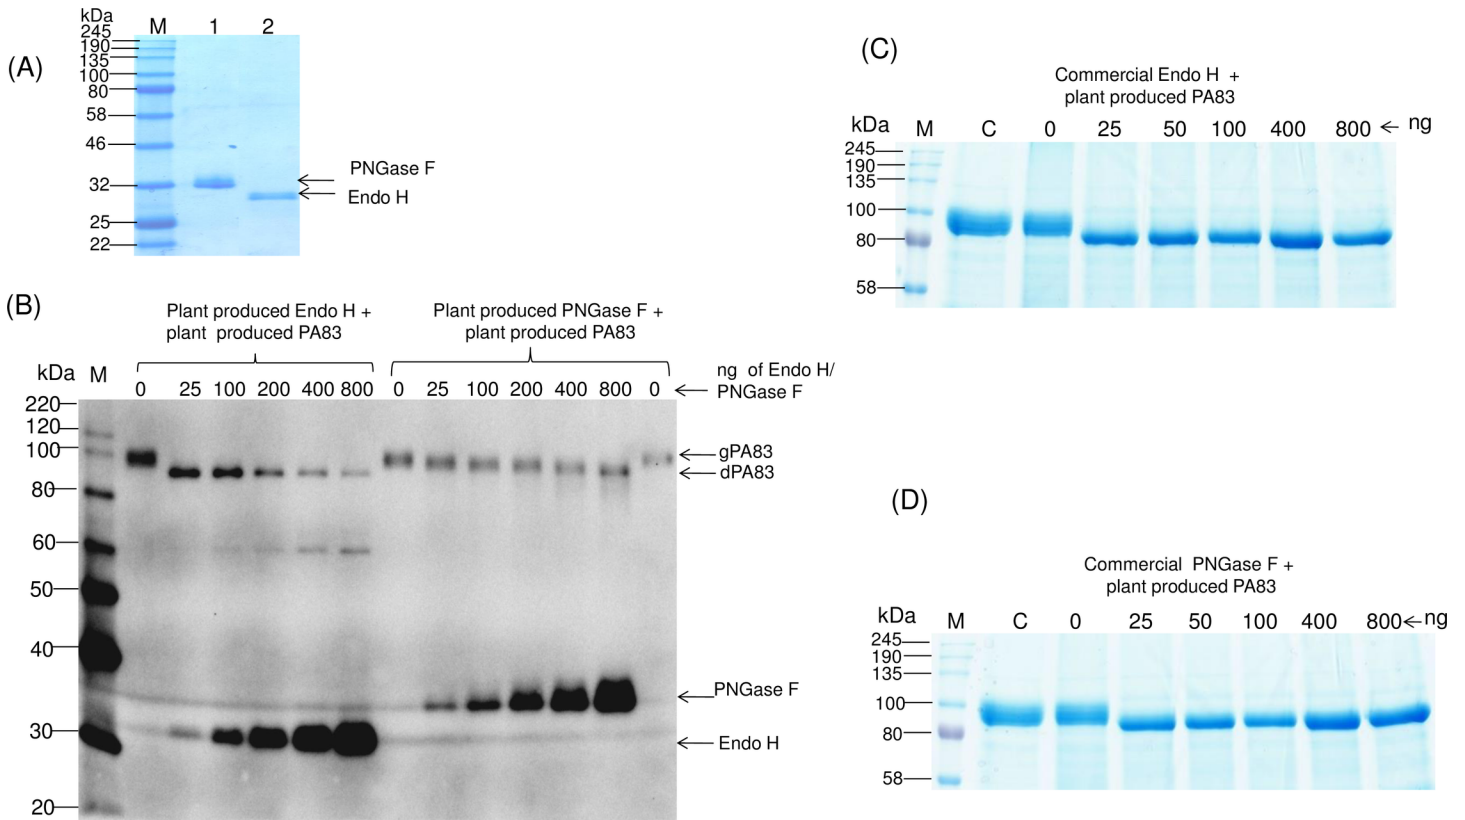 (A)
kDa
M 1 2
245
190
135
100
80
58
46
32
25
22
PNGase F
Endo H
(B)
Plant produced Endo H +
plant produced PA83
Plant produced PNGase F +
plant produced PA83
kDa M 0 25 100 200 400 800 0 25 100 200 400 800 0
ng of Endo H/
PNGase F
220
120
100
80
60
50
40
30
20
gPA83
dPA83
PNGase F
Endo H
(C)
Commercial Endo H +
plant produced PA83
kDa M C 0 25 50 100 400 800 ng
245
190
135
100
80
58
(D)
Commercial PNGase F +
plant produced PA83
kDa M C 0 25 50 100 400 800 ng
245
190
135
100
80
58